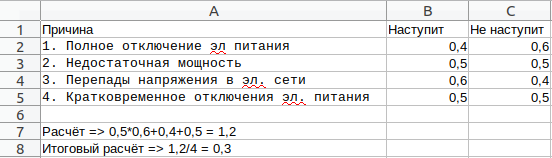 A B C
1 Причина Наступит Не наступит
2 1. Полное отключение эл питания 0,4 0,6
3 2. Недостаточная мощность 0,5 0,5
4 3. Перепады напряжения в эл. сети 0,6 0,4
5 4. Кратковременное отключения эл. питания 0,5 0,5
6
7 Расчёт => 0,5*0,6+0,4+0,5 = 1,2
8 Итоговый расчёт => 1,2/4 = 0,3